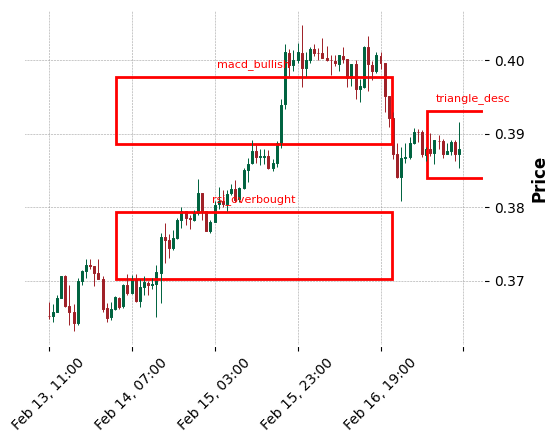 macd_bullish
triangle_desc
rsi_overbought
0.40
0.39
0.38
0.37
Price
Feb 13, 11:00
Feb 14, 07:00
Feb 15, 03:00
Feb 15, 23:00
Feb 16, 19:00